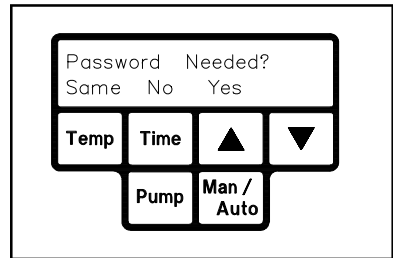 Password Needed?
Same No Yes
Temp Time ▲ ▼
Pump Man /
Auto